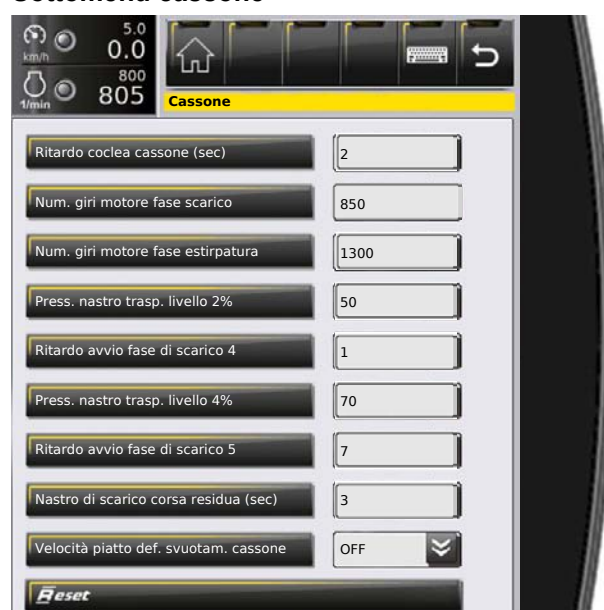 5.0
km/h 0.0
800
1/min 805
Cassone
Ritardo coclea cassone (sec) 2
Num. giri motore fase scarico 850
Num. giri motore fase estirpatura 1300
Press. nastro trasp. livello 2% 50
Ritardo avvio fase di scarico 4 1
Press. nastro trasp. livello 4% 70
Ritardo avvio fase di scarico 5 7
Nastro di scarico corsa residua (sec) 3
Velocità piatto def. svuotam. cassone OFF
Reset